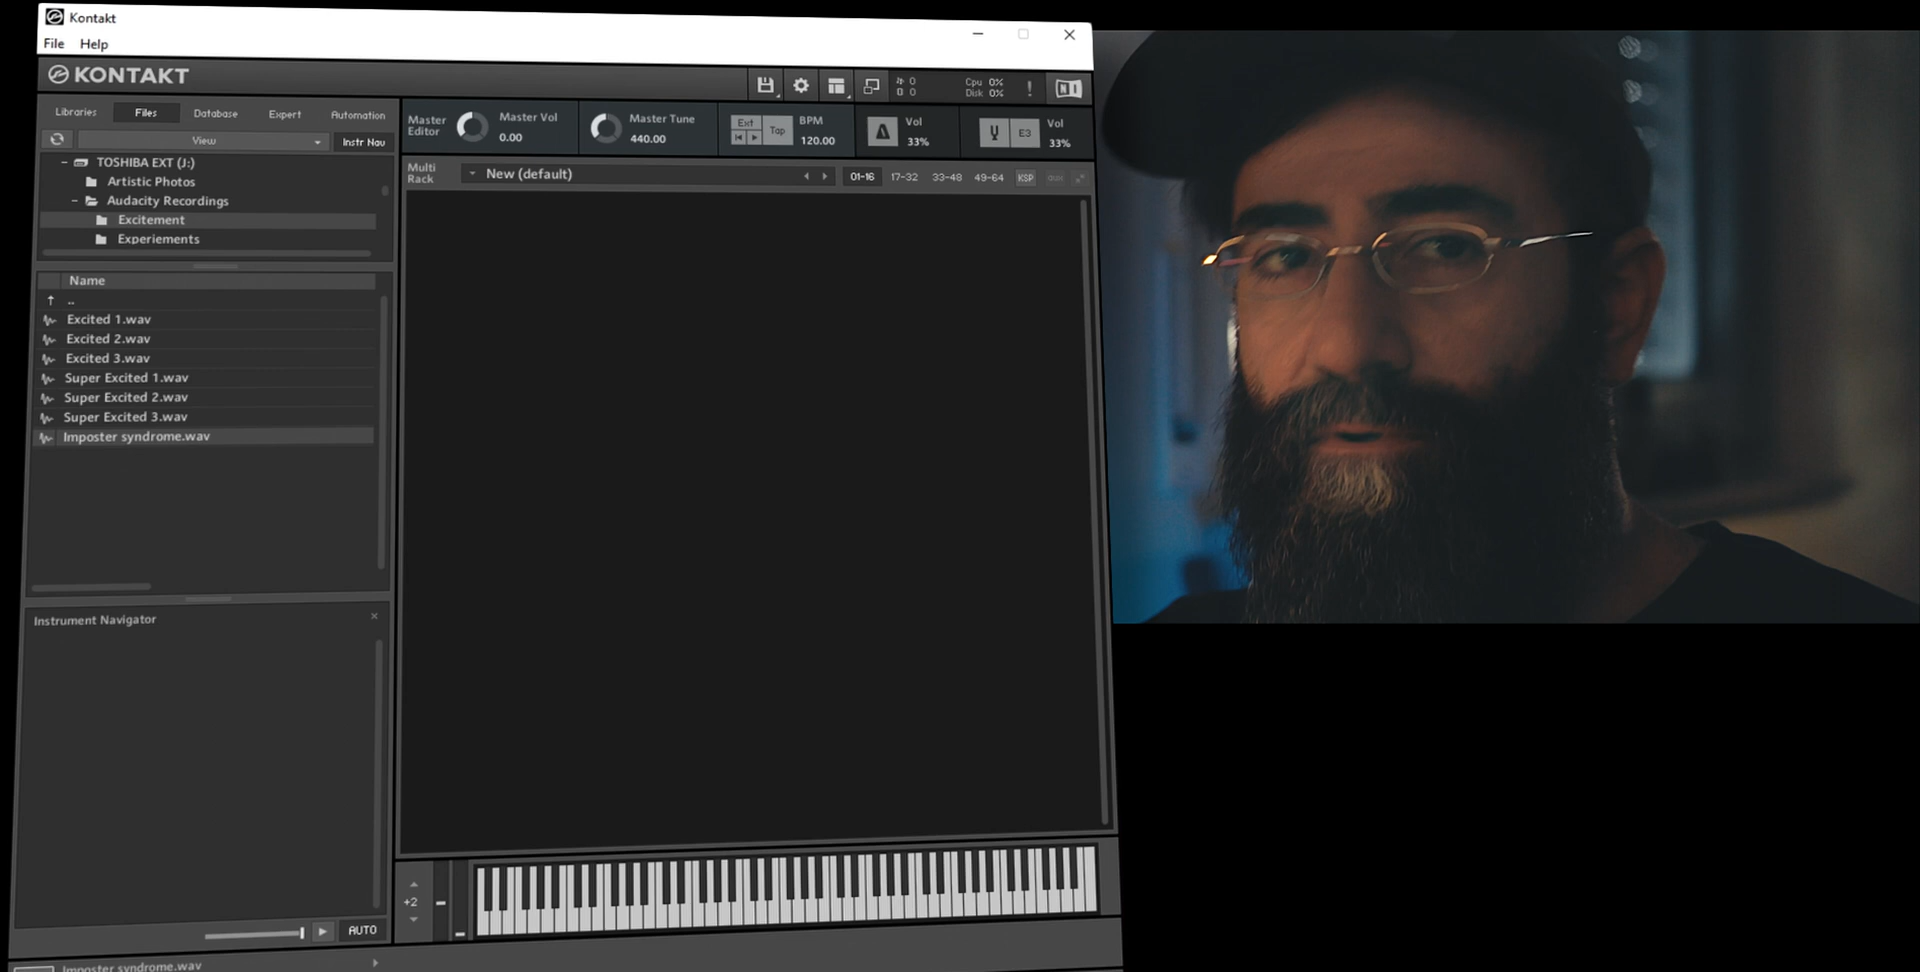 Kontakt
File Help
KONTAKT
0
0
Cpu 0%
Disk 0%
!
NI
Libraries Files Database Expert Automation
View
Instr Nav
Master
Editor
Master Vol
0.00
Master Tune
440.00
Ext
Tap
BPM
120.00
Vol
33%
E3
Vol
33%
TOSHIBA EXT (J:)
Artistic Photos
Audacity Recordings
Excitement
Experiements
Multi
Rack
New (default)
01-16 17-32 33-48 49-64 KSP
Name
..
Excited 1.wav
Excited 2.wav
Excited 3.wav
Super Excited 1.wav
Super Excited 2.wav
Super Excited 3.wav
Imposter syndrome.wav
Instrument Navigator
+2
AUTO
Imposter syndrome.wav